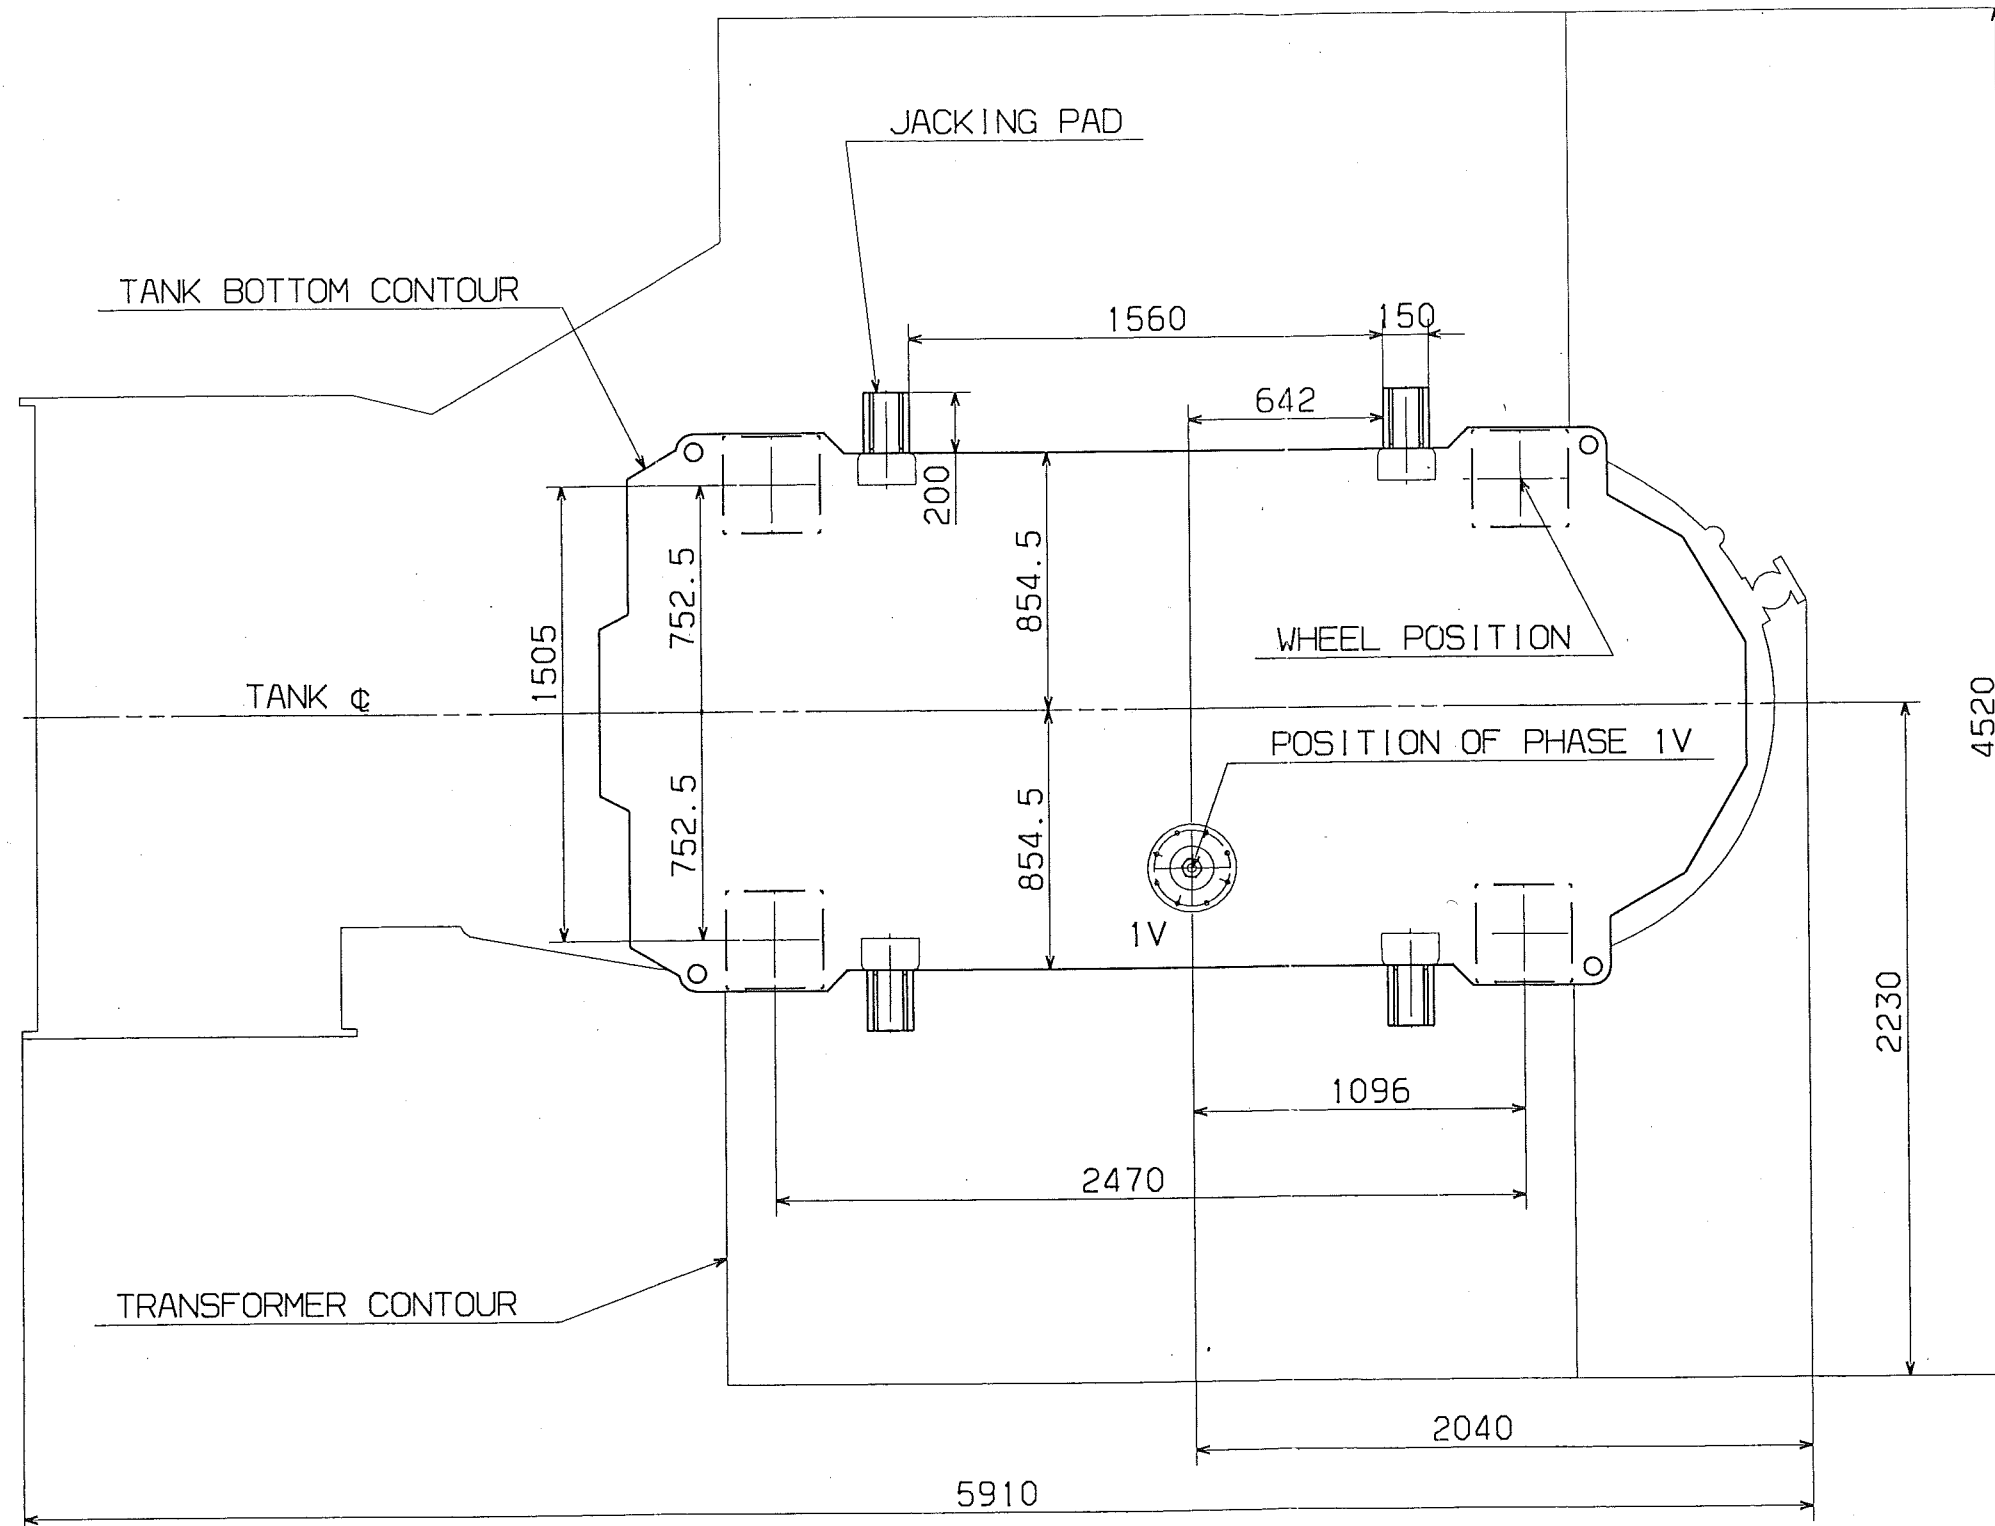 JACKING PAD
TANK BOTTOM CONTOUR
1560
150
642
200
752.5
854.5
1505
WHEEL POSITION
TANK ℄
4520
POSITION OF PHASE 1V
752.5
854.5
1V
2230
1096
2470
TRANSFORMER CONTOUR
2040
5910